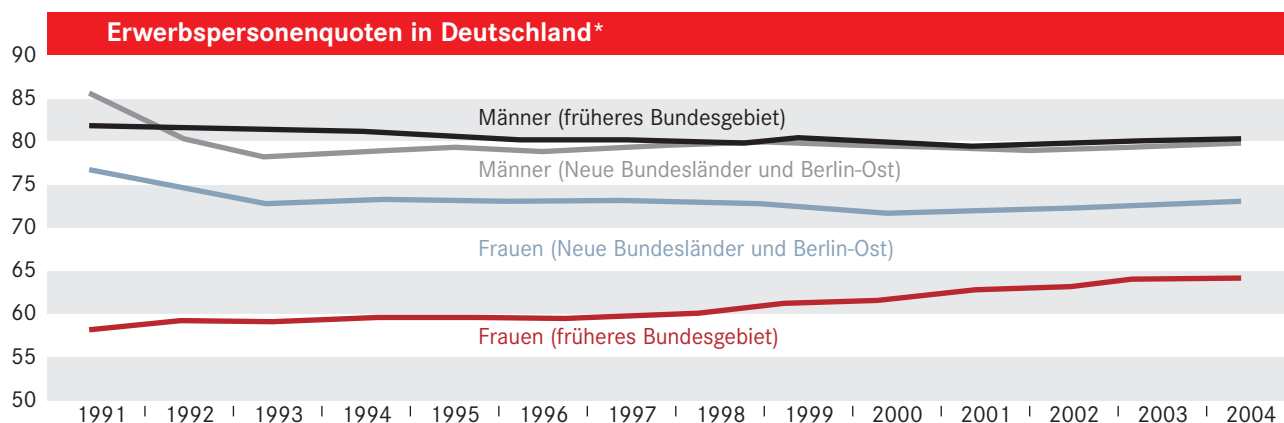 Erwerbspersonenquoten in Deutschland*
90
85
Männer (früheres Bundesgebiet)
80
Männer (Neue Bundesländer und Berlin-Ost)
75
70
Frauen (Neue Bundesländer und Berlin-Ost)
65
60
Frauen (früheres Bundesgebiet)
55
50
1991 1992 1993 1994 1995 1996 1997 1998 1999 2000 2001 2002 2003 2004